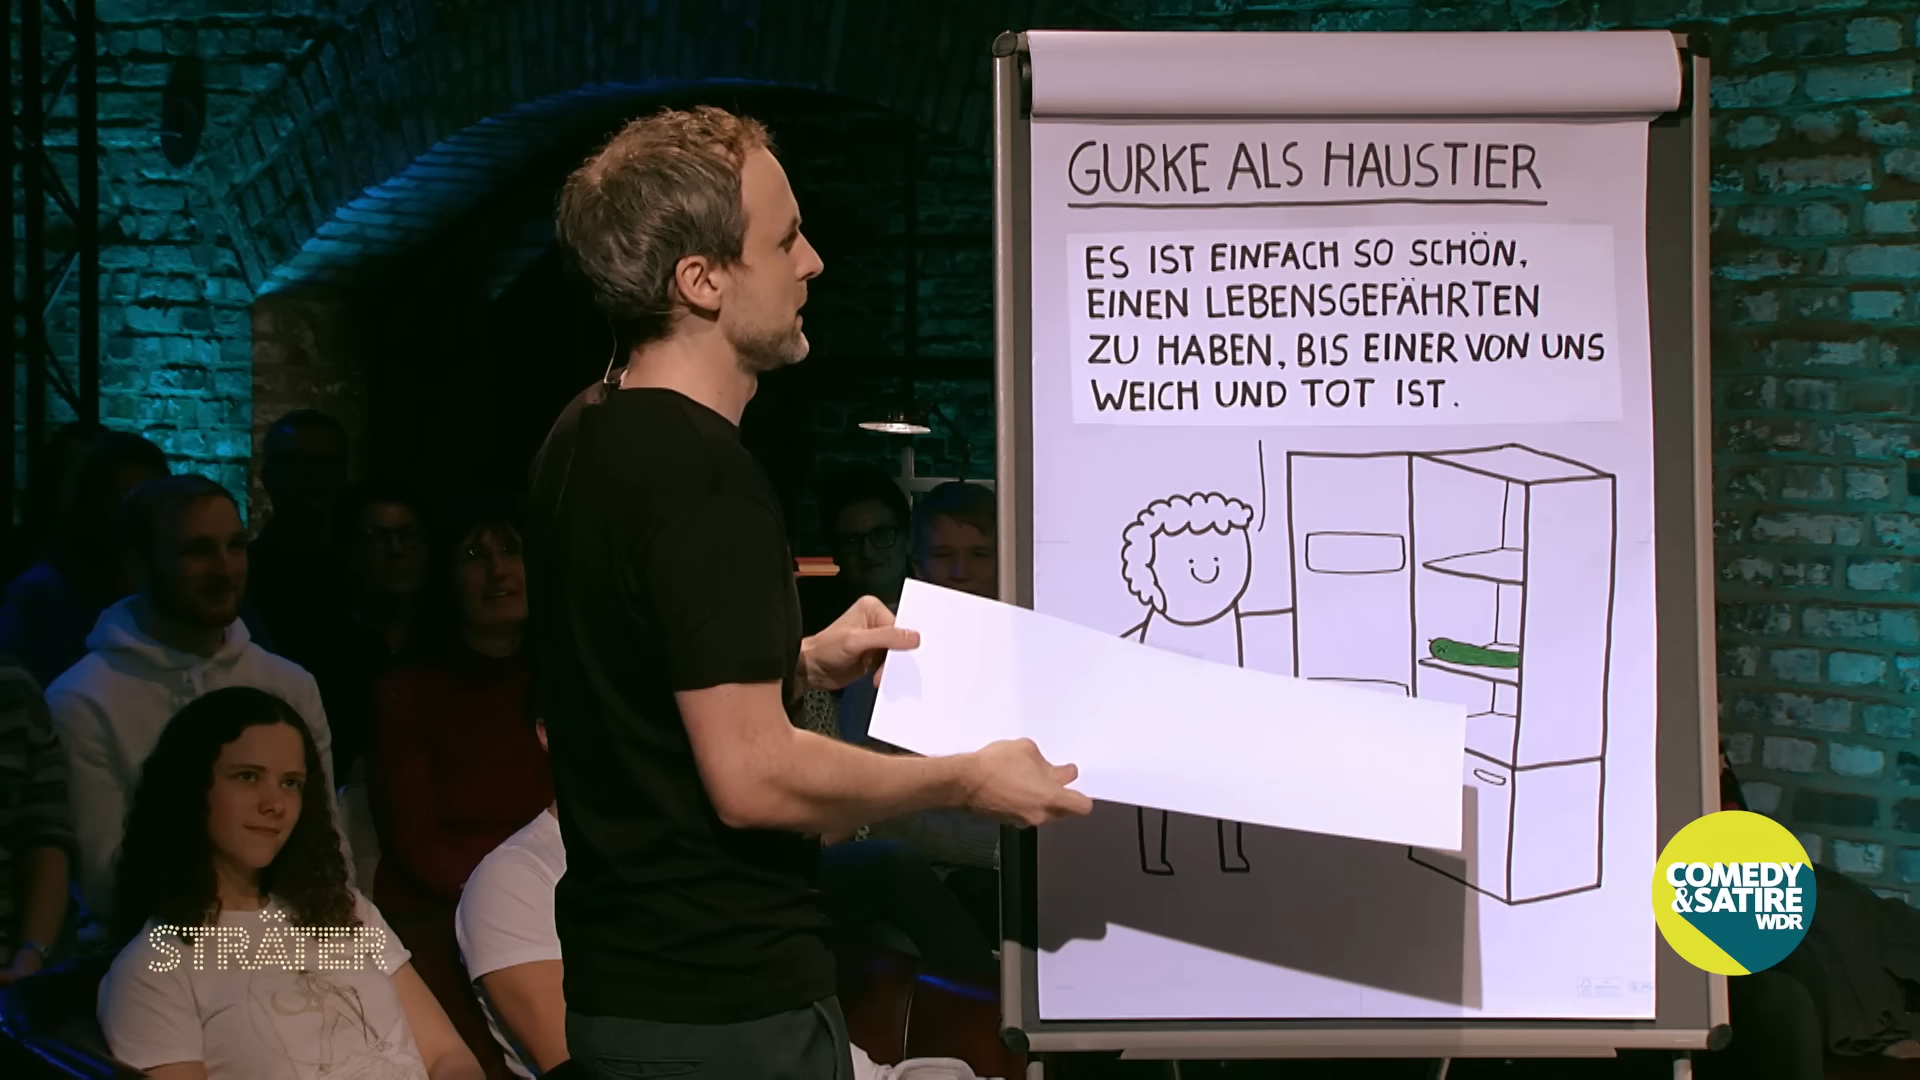 GURKE ALS HAUSTIER
ES IST EINFACH SO SCHÖN,
EINEN LEBENSGEFÄHRTEN
ZU HABEN, BIS EINER VON UNS
WEICH UND TOT IST.
STRÄTER
COMEDY
&SATIRE
WDR